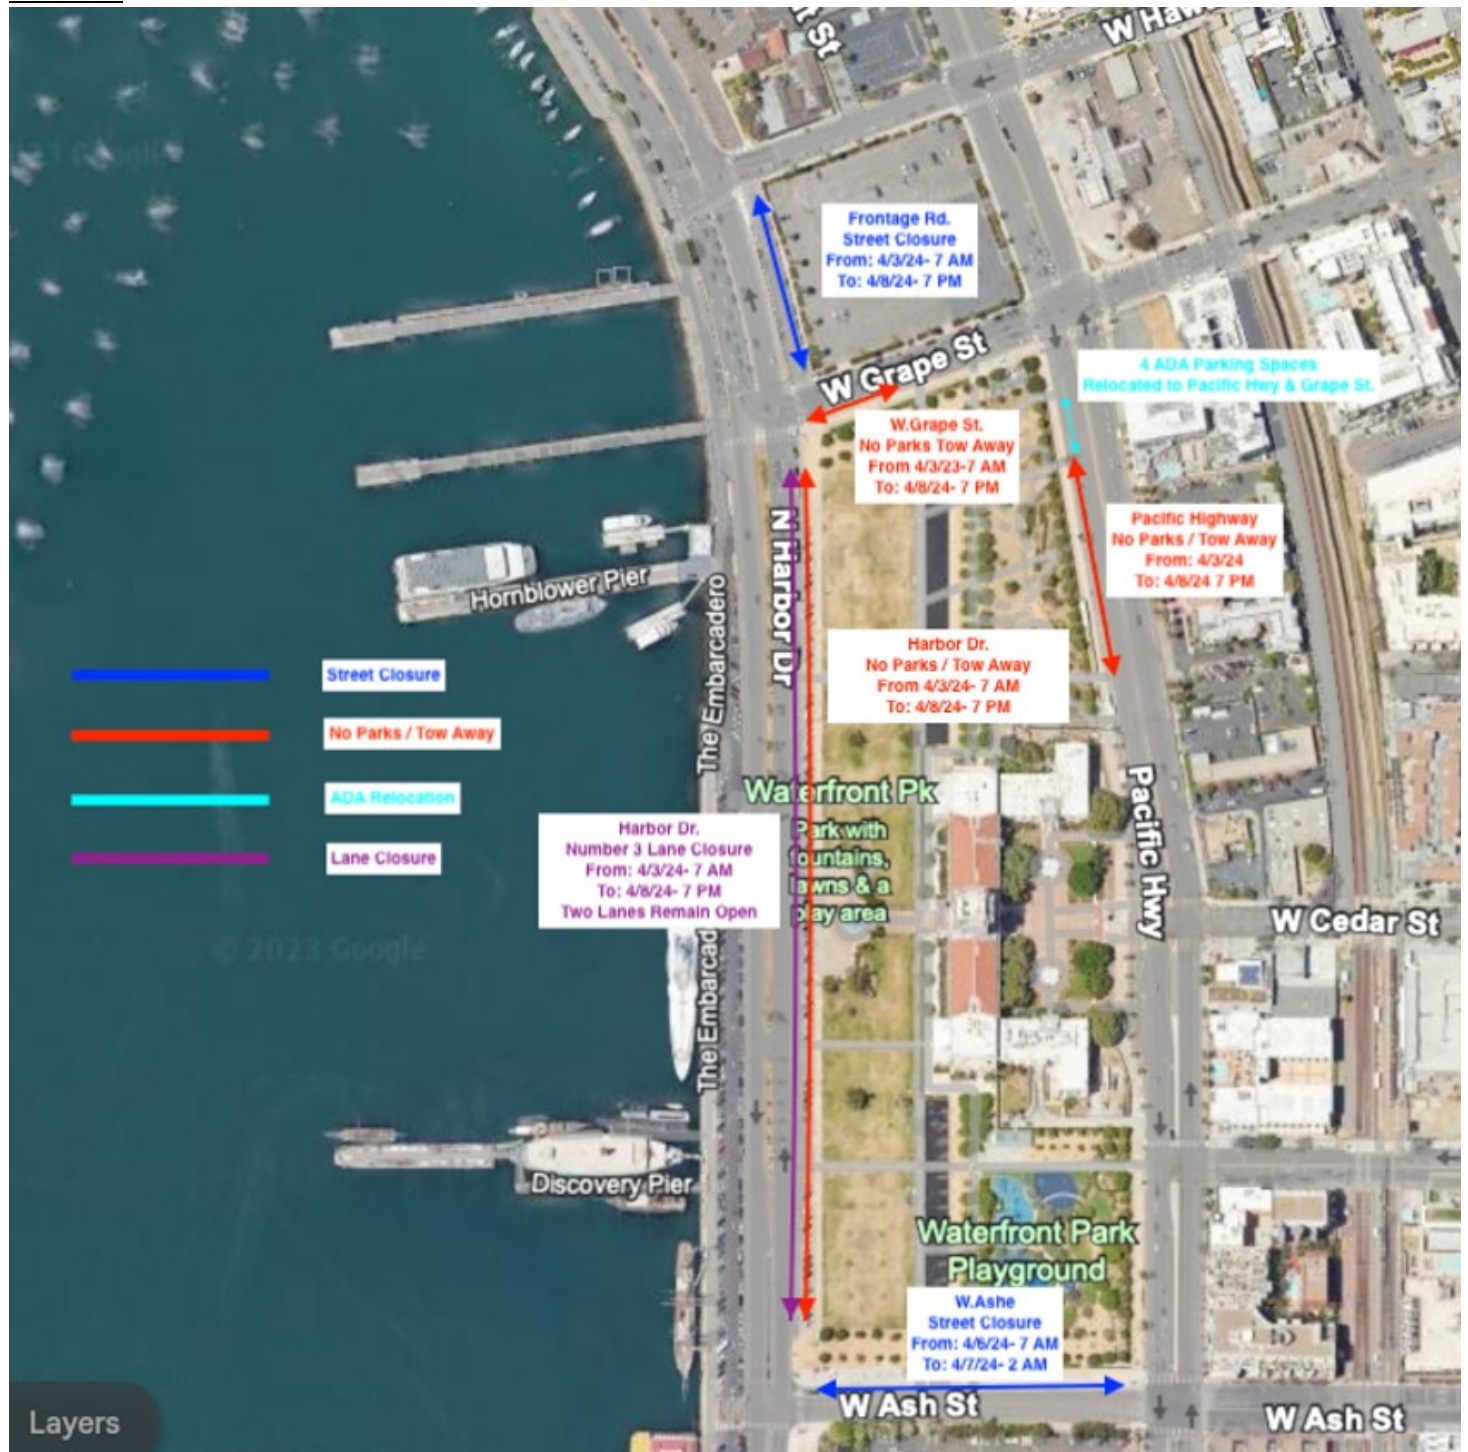 t St
W Haw
Frontage Rd.
Street Closure
From: 4/3/24- 7 AM
To: 4/8/24- 7 PM
W Grape St
4 ADA Parking Spaces
Relocated to Pacific Hwy & Grape St.
W.Grape St.
No Parks Tow Away
From 4/3/23-7 AM
To: 4/8/24- 7 PM
Pacific Highway
No Parks / Tow Away
From: 4/3/24
To: 4/8/24 7 PM
N Harbor Dr
Hornblower Pier
The Embarcadero
Harbor Dr.
No Parks / Tow Away
From 4/3/24- 7 AM
To: 4/8/24- 7 PM
Street Closure
No Parks / Tow Away
ADA Relocation
Lane Closure
Waterfront Pk
Park with
fountains,
lawns & a
play area
Harbor Dr.
Number 3 Lane Closure
From: 4/3/24- 7 AM
To: 4/8/24- 7 PM
Two Lanes Remain Open
Pacific Hwy
W Cedar St
© 2023 Google
The Embarcad
Discovery Pier
Waterfront Park
Playground
W.Ashe
Street Closure
From: 4/6/24- 7 AM
To: 4/7/24- 2 AM
W Ash St
W Ash St
Layers